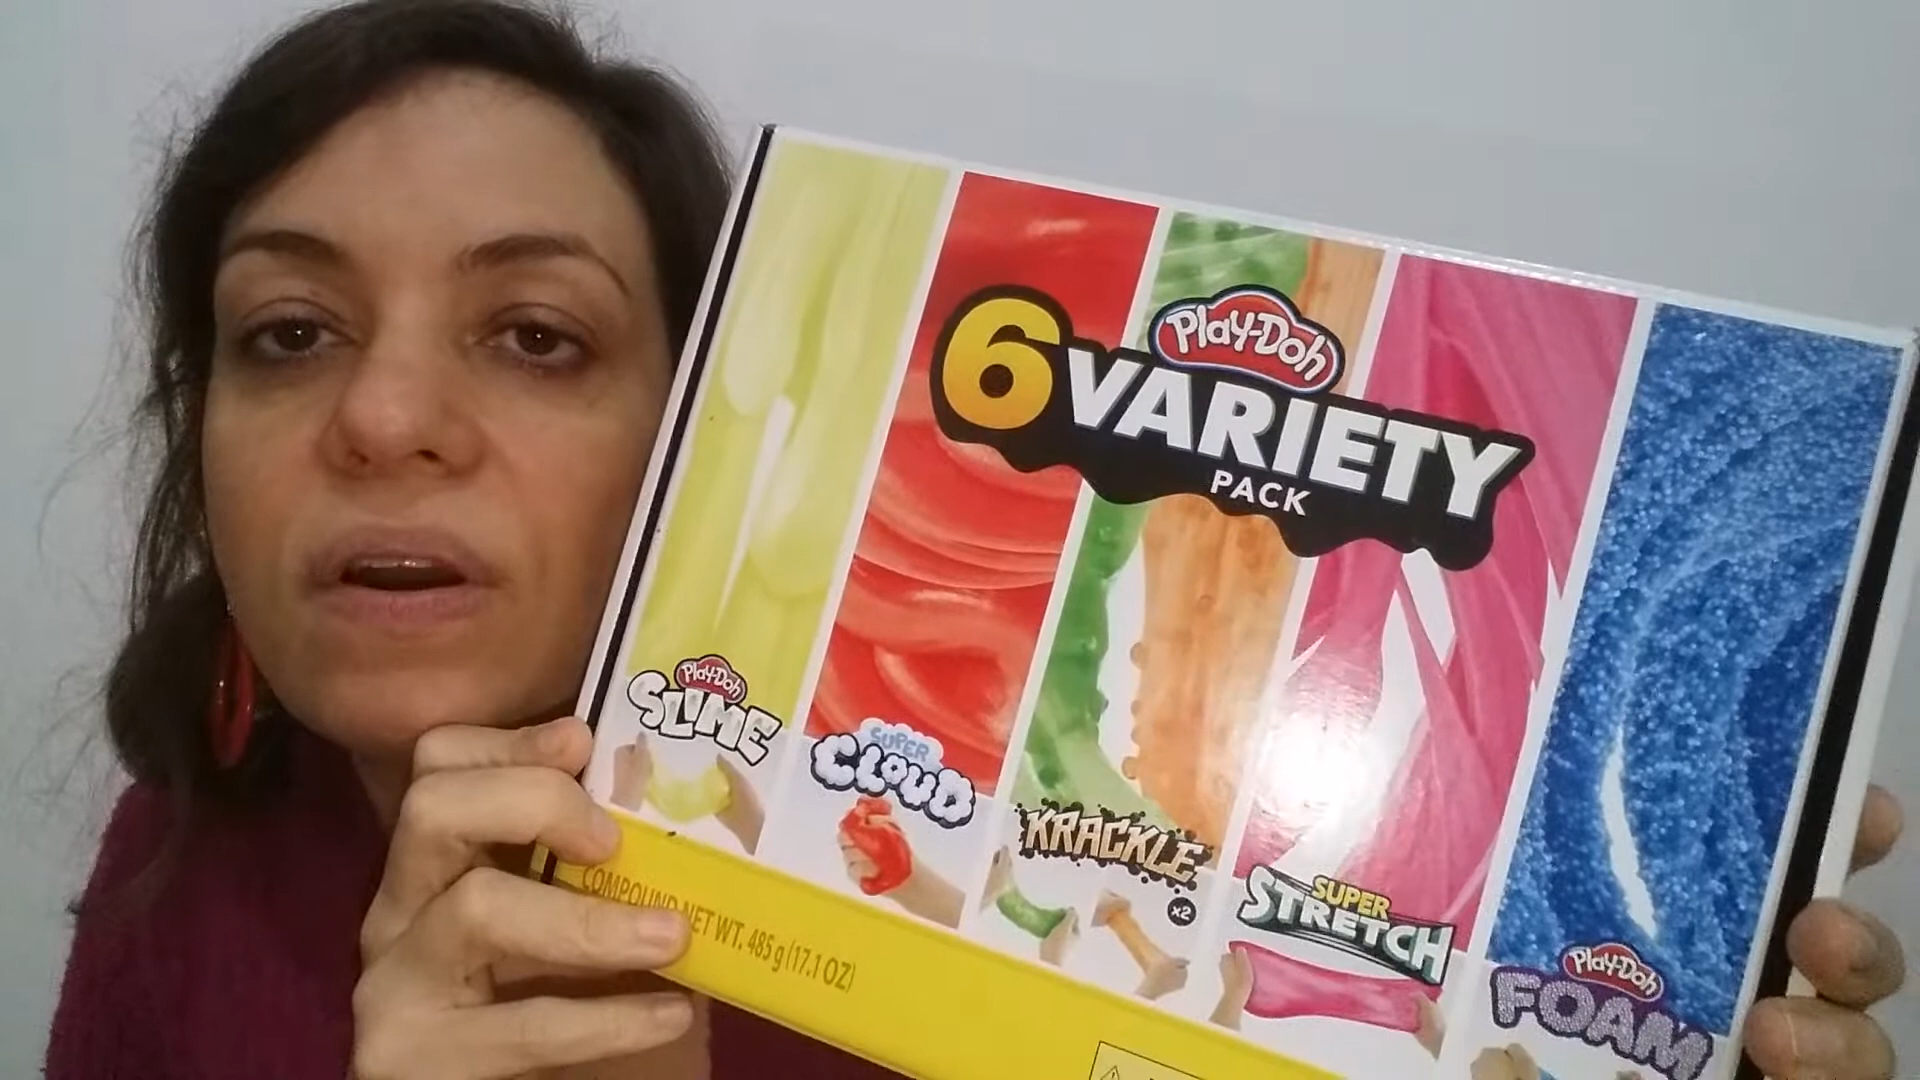 6
Play-Doh
VARIETY
PACK
Play-Doh
SLIME
SUPER
CLOUD
KRACKLE
x2
SUPER
STRETCH
Play-Doh
FOAM
COMPOUND NET WT. 485 g (17.1 OZ)